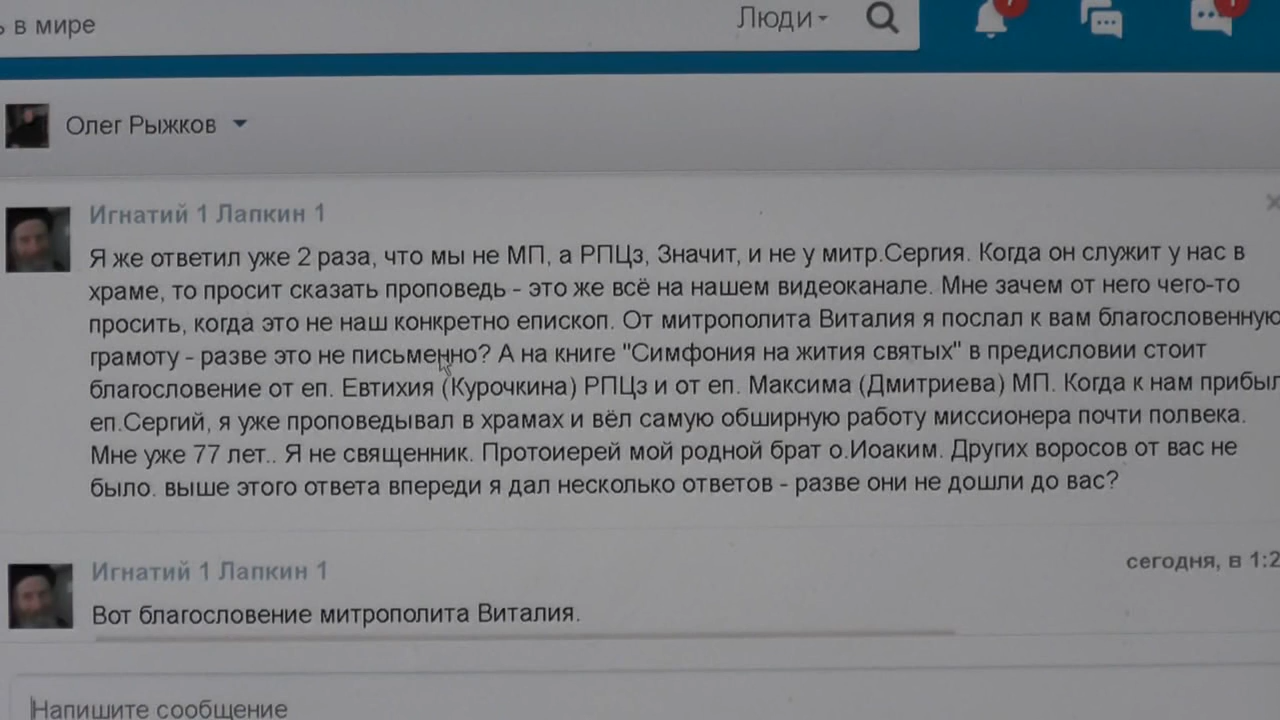 в мире
Люди
Олег Рыжков
Игнатий 1 Лапкин 1
Я же ответил уже 2 раза, что мы не МП, а РПЦз, Значит, и не у митр.Сергия. Когда он служит у нас в
храме, то просит сказать проповедь - это же всё на нашем видеоканале. Мне зачем от него чего-то
просить, когда это не наш конкретно епископ. От митрополита Виталия я послал к вам благословенную
грамоту - разве это не письменно? А на книге "Симфония на жития святых" в предисловии стоит
благословение от еп. Евтихия (Курочкина) РПЦз и от еп. Максима (Дмитриева) МП. Когда к нам прибыл
еп.Сергий, я уже проповедывал в храмах и вёл самую обширную работу миссионера почти полвека.
Мне уже 77 лет.. Я не священник. Протоиерей мой родной брат о.Иоаким. Других воросов от вас не
было. выше этого ответа впереди я дал несколько ответов - разве они не дошли до вас?
Игнатий 1 Лапкин 1
сегодня, в 1:2
Вот благословение митрополита Виталия.
Напишите сообщение